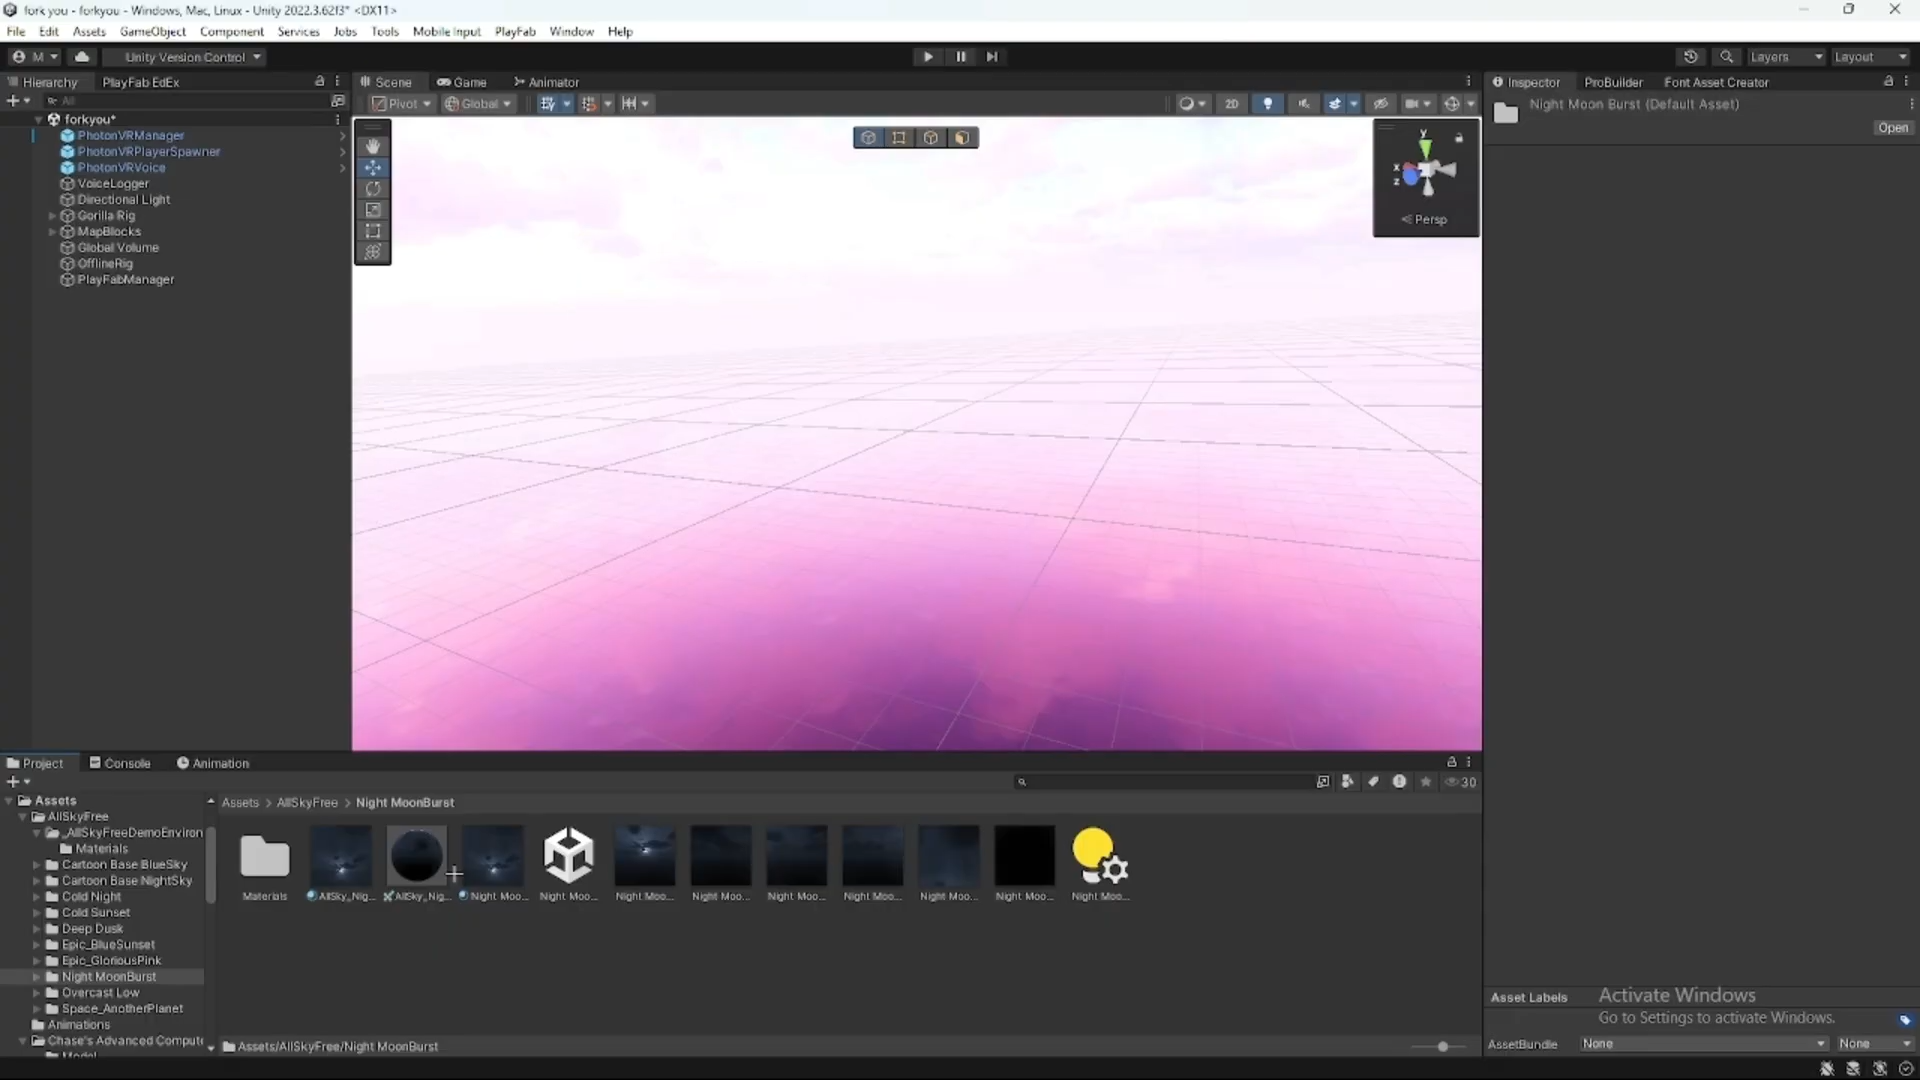 fork you - forkyou - Windows, Mac, Linux - Unity 2022.3.62f3* <DX11>
File Edit Assets GameObject Component Services Jobs Tools Mobile Input PlayFab Window Help
M Unity Version Control Layers Layout
Hierarchy PlayFab EdEx Scene Game Animator Inspector ProBuilder Font Asset Creator
All Pivot Global 2D
Night Moon Burst (Default Asset)
Open
forkyou*
PhotonVRManager
PhotonVRPlayerSpawner
PhotonVRVoice
VoiceLogger
Directional Light
Gorilla Rig
MapBlocks
Global Volume
OfflineRig
PlayFabManager
y
x
z
Persp
Project Console Animation
30
Assets
AllSkyFree
_AllSkyFreeDemoEnviron
Materials
Cartoon Base BlueSky
Cartoon Base NightSky
Cold Night
Cold Sunset
Deep Dusk
Epic_BlueSunset
Epic_GloriousPink
Night MoonBurst
Overcast Low
Space_AnotherPlanet
Animations
Chase's Advanced Compute
Model
Assets > AllSkyFree > Night MoonBurst
Materials AllSky_Nig... AllSky_Nig... Night Moo... Night Moo... Night Moo... Night Moo... Night Moo... Night Moo... Night Moo... Night Moo... Night Moo...
Assets/AllSkyFree/Night MoonBurst
Asset Labels
Activate Windows
Go to Settings to activate Windows.
AssetBundle None None